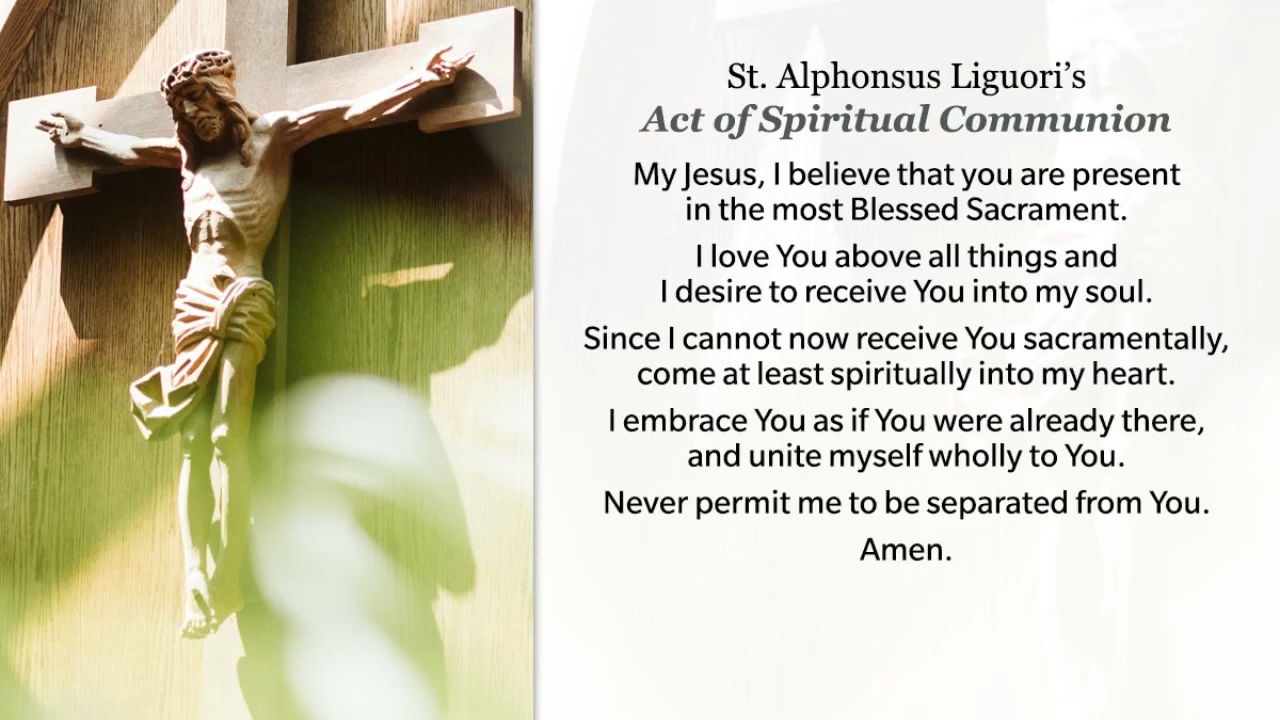 St. Alphonsus Liguori’s
Act of Spiritual Communion
My Jesus, I believe that you are present
in the most Blessed Sacrament.
I love You above all things and
I desire to receive You into my soul.
Since I cannot now receive You sacramentally,
come at least spiritually into my heart.
I embrace You as if You were already there,
and unite myself wholly to You.
Never permit me to be separated from You.
Amen.